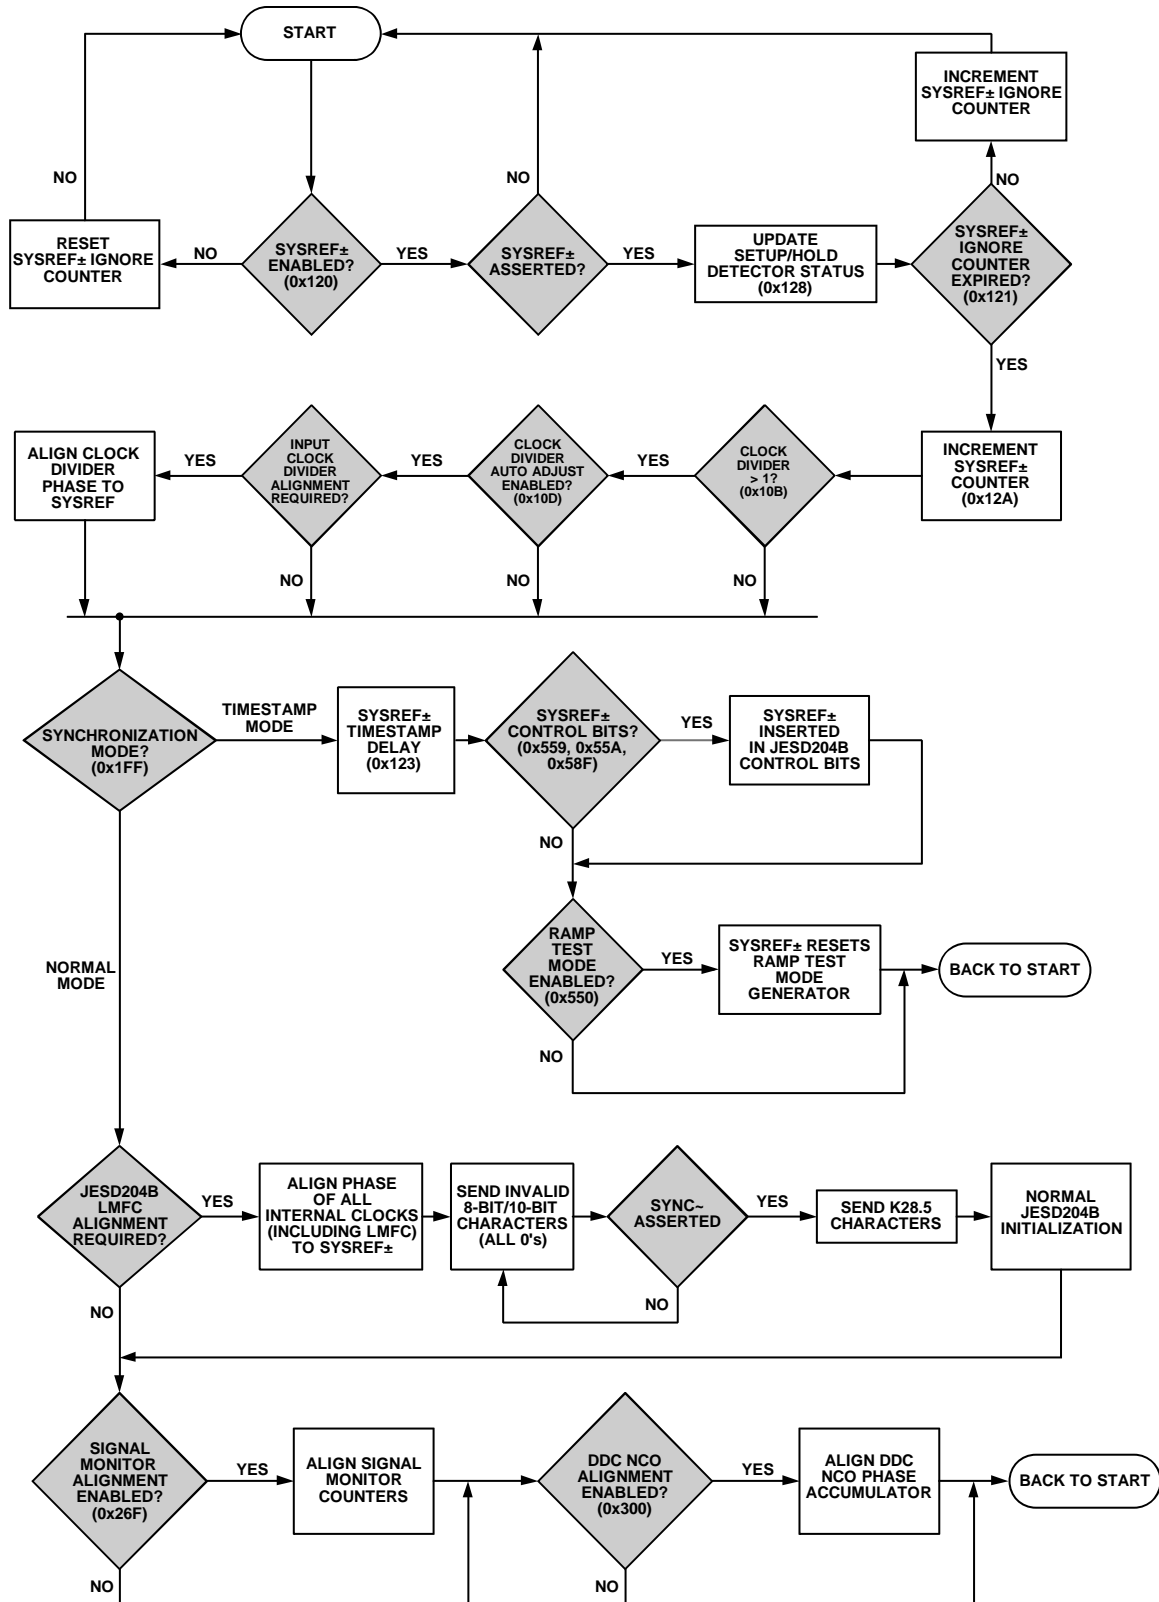 START
INCREMENT
SYSREF± IGNORE
COUNTER
NO
NO
NO
RESET
SYSREF± IGNORE
COUNTER
NO
SYSREF±
ENABLED?
(0x120)
YES
SYSREF±
ASSERTED?
YES
UPDATE
SETUP/HOLD
DETECTOR STATUS
(0x128)
SYSREF±
IGNORE
COUNTER
EXPIRED?
(0x121)
YES
ALIGN CLOCK
DIVIDER
PHASE TO
SYSREF
YES
INPUT
CLOCK
DIVIDER
ALIGNMENT
REQUIRED?
YES
CLOCK
DIVIDER
AUTO ADJUST
ENABLED?
(0x10D)
YES
CLOCK
DIVIDER
> 1?
(0x10B)
INCREMENT
SYSREF±
COUNTER
(0x12A)
NO
NO
NO
SYNCHRONIZATION
MODE?
(0x1FF)
TIMESTAMP
MODE
SYSREF±
TIMESTAMP
DELAY
(0x123)
SYSREF±
CONTROL BITS?
(0x559, 0x55A,
0x58F)
YES
SYSREF±
INSERTED
IN JESD204B
CONTROL BITS
NO
NORMAL
MODE
RAMP
TEST
MODE
ENABLED?
(0x550)
YES
SYSREF± RESETS
RAMP TEST
MODE
GENERATOR
BACK TO START
NO
JESD204B
LMFC
ALIGNMENT
REQUIRED?
YES
ALIGN PHASE
OF ALL
INTERNAL CLOCKS
(INCLUDING LMFC)
TO SYSREF±
SEND INVALID
8-BIT/10-BIT
CHARACTERS
(ALL 0's)
SYNC~
ASSERTED
YES
SEND K28.5
CHARACTERS
NORMAL
JESD204B
INITIALIZATION
NO
NO
SIGNAL
MONITOR
ALIGNMENT
ENABLED?
(0x26F)
YES
ALIGN SIGNAL
MONITOR
COUNTERS
DDC NCO
ALIGNMENT
ENABLED?
(0x300)
YES
ALIGN DDC
NCO PHASE
ACCUMULATOR
BACK TO START
NO
NO